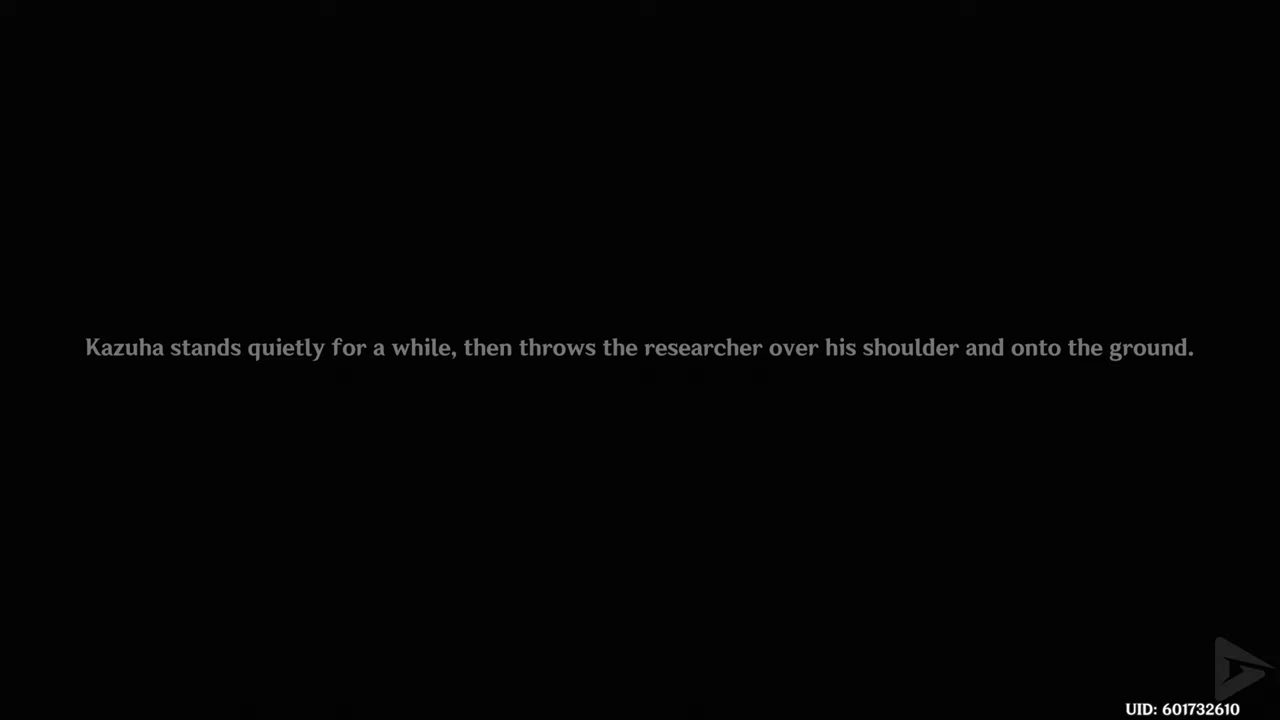 Kazuha stands quietly for a while, then throws the researcher over his shoulder and onto the ground.
UID: 601732610